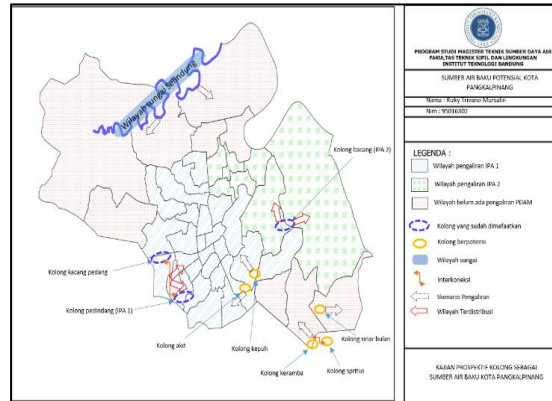 Wilayah sungai Selindung
Kolong bacang (IPA 2)
Kolong kacang pedang
Kolong pedindang (IPA 1)
Kolong akit
Kolong kepuh
Kolong sinar bulan
Kolong keramba
Kolong spritus
PROGRAM STUDI MAGISTER TEKNIK SUMBER DAYA AIR
FAKULTAS TEKNIK SIPIL DAN LINGKUNGAN
INSTITUT TEKNOLOGI BANDUNG
SUMBER AIR BAKU POTENSIAL KOTA
PANGKALPINANG
Nama : Rizky Trivano Mursalin
Nim : 95016302
LEGENDA :
Wilayah pengaliran IPA 1
Wilayah pengaliran IPA 2
Wilayah belum ada pengaliran PDAM
Kolong yang sudah dimafaatkan
Kolong berpotensi
Wilayah sungai
Interkoneksi
Skenario Pengaliran
Wilayah Terdistribusi
KAJIAN PROSPEKTIF KOLONG SEBAGAI
SUMBER AIR BAKU KOTA PANGKALPINANG